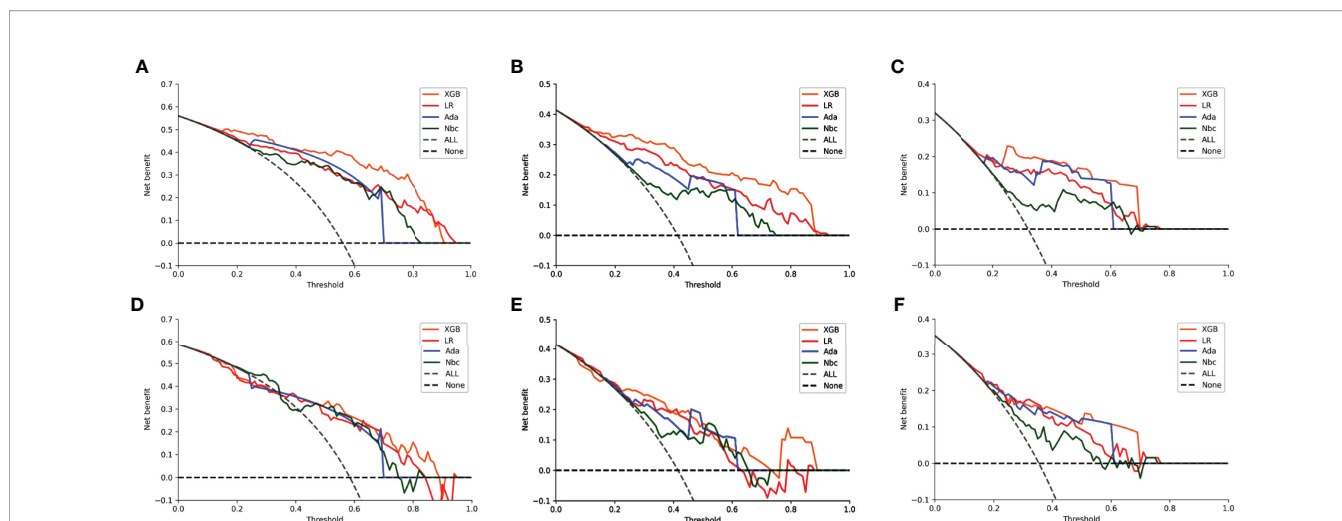 A
0.7
0.6
0.5
0.4
0.3
0.2
0.1
0.0
−0.1
Net benefit
0.0 0.2 0.4 0.6 0.3 1.0
Threshold
XGB
LR
Ada
Nbc
ALL
None
B
0.5
0.4
0.3
0.2
0.1
0.0
−0.1
Net benefit
0.0 0.2 0.4 0.6 0.8 1.0
Threshold
XGB
LR
Ada
Nbc
ALL
None
C
0.4
0.3
0.2
0.1
0.0
−0.1
Net benefit
0.0 0.2 0.4 0.6 0.8 1.0
Threshold
XGB
LR
Ada
Nbc
ALL
None
D
0.7
0.6
0.5
0.4
0.3
0.2
0.1
0.0
−0.1
Net benefit
0.0 0.2 0.4 0.6 0.8 1.0
Threshold
XGB
LR
Ada
Nbc
ALL
None
E
0.5
0.4
0.3
0.2
0.1
0.0
−0.1
Net benefit
0.0 0.2 0.4 0.6 0.8 1.0
Threshold
XGB
LR
Ada
Nbc
ALL
None
F
0.4
0.3
0.2
0.1
0.0
−0.1
Net benefit
0.0 0.2 0.4 0.6 0.8 1.0
Threshold
XGB
LR
Ada
Nbc
ALL
None